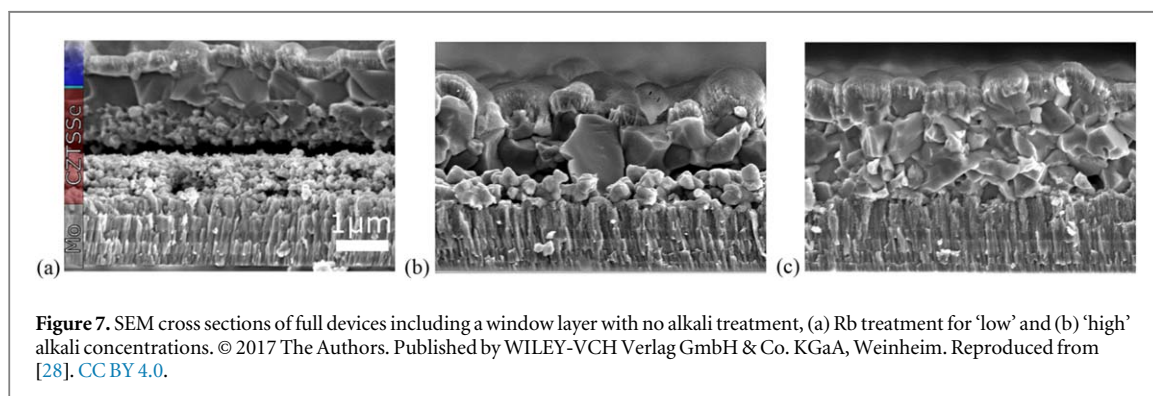 CZTSSe
Mo
1µm
(a)
(b)
(c)
Figure 7. SEM cross sections of full devices including a window layer with no alkali treatment, (a) Rb treatment for ‘low’ and (b) ‘high’
alkali concentrations. © 2017 The Authors. Published by WILEY-VCH Verlag GmbH & Co. KGaA, Weinheim. Reproduced from
[28]. CC BY 4.0.